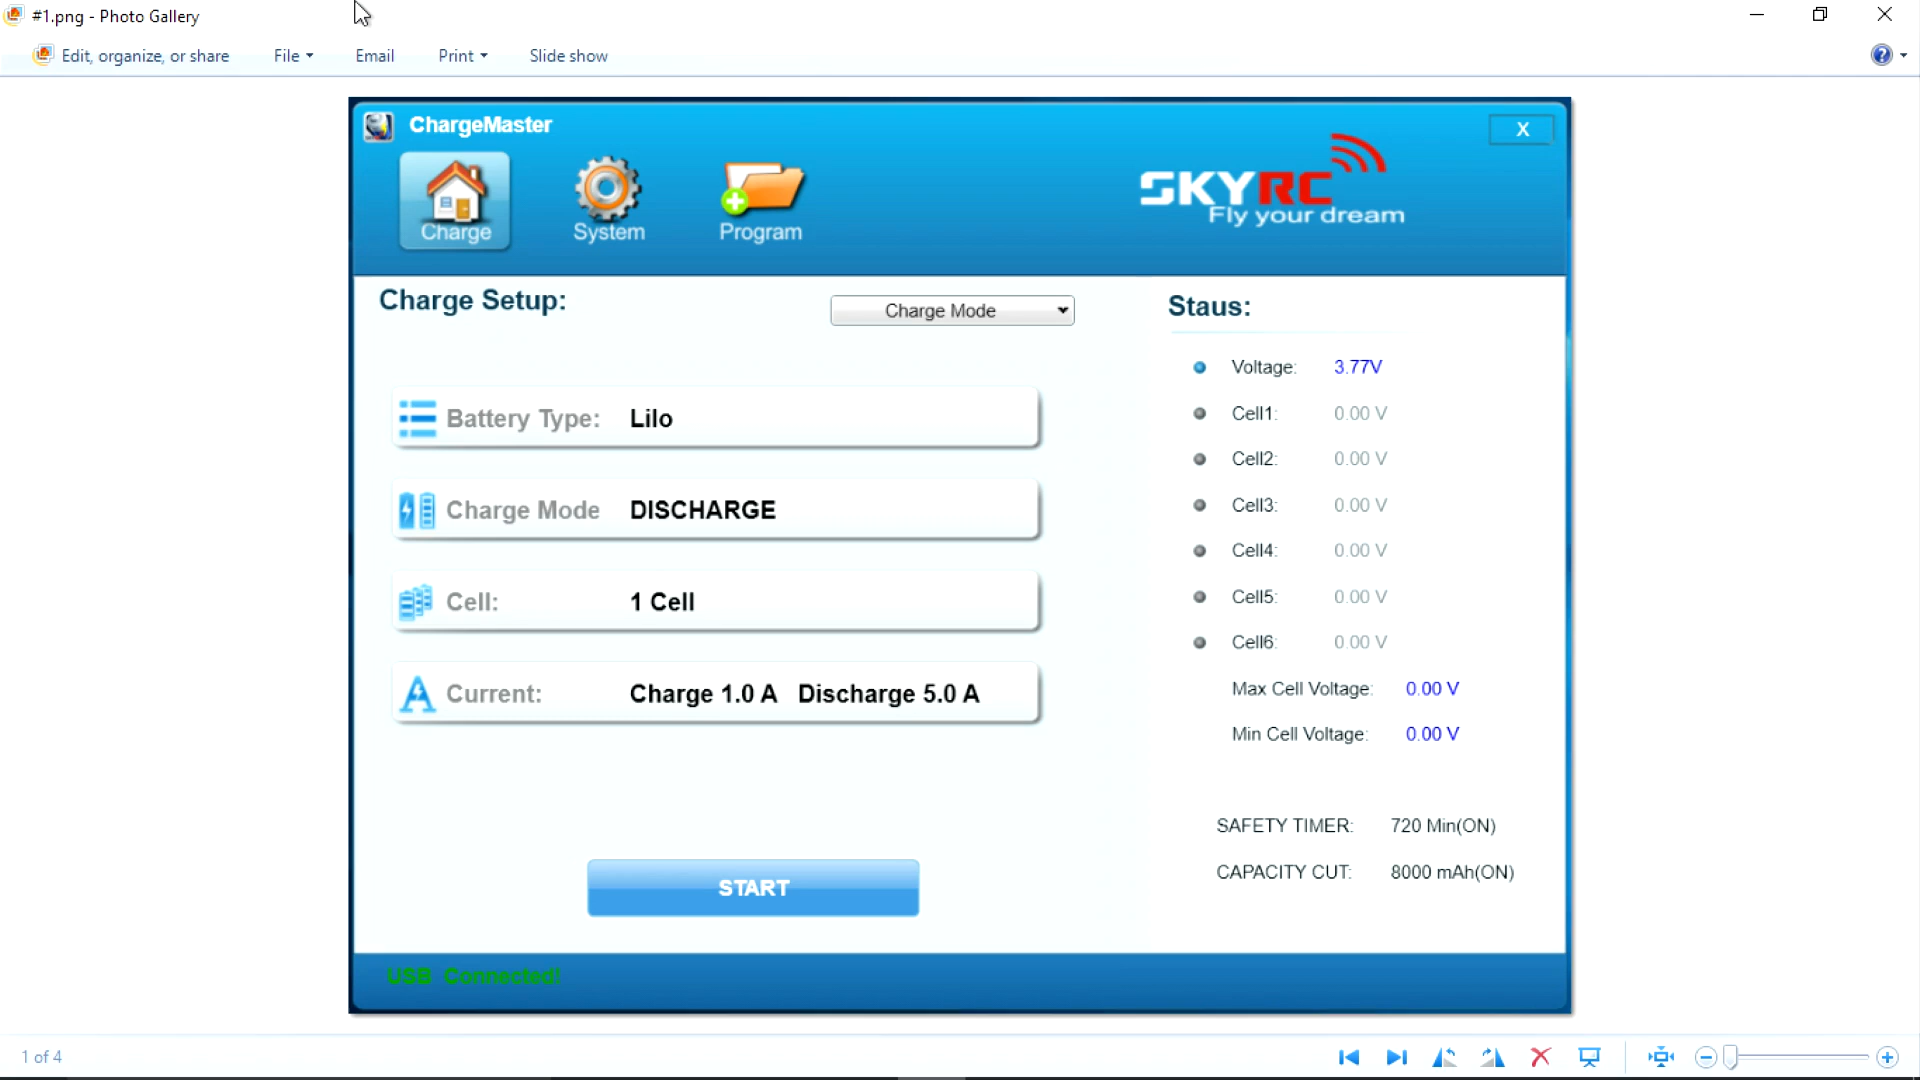 #1.png - Photo Gallery
Edit, organize, or share File Email Print Slide show
ChargeMaster
X
SKYRC
Fly your dream
Charge System Program
Charge Setup:
Charge Mode
Battery Type: Lilo
Charge Mode DISCHARGE
Cell: 1 Cell
Current: Charge 1.0 A Discharge 5.0 A
START
Staus:
Voltage: 3.77V
Cell1: 0.00 V
Cell2: 0.00 V
Cell3: 0.00 V
Cell4: 0.00 V
Cell5: 0.00 V
Cell6: 0.00 V
Max Cell Voltage: 0.00 V
Min Cell Voltage: 0.00 V
SAFETY TIMER: 720 Min(ON)
CAPACITY CUT: 8000 mAh(ON)
USB Connected!
1 of 4